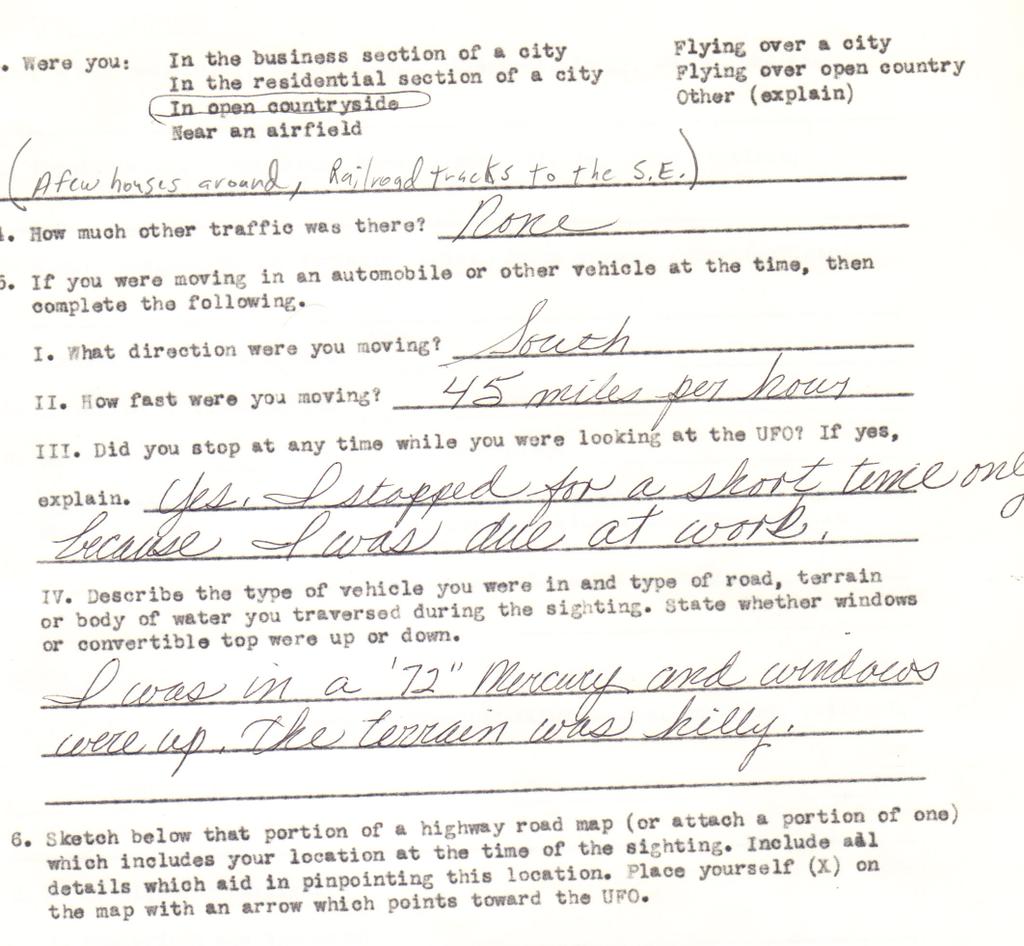 . Were you: In the business section of a city Flying over a city
In the residential section of a city Flying over open country
In open countryside Other (explain)
Near an airfield
(A few houses around, Railroad tracks to the S.E.)
. How much other traffic was there? None
5. If you were moving in an automobile or other vehicle at the time, then
complete the following.
I. What direction were you moving? South
II. How fast were you moving? 45 miles per hour
III. Did you stop at any time while you were looking at the UFO? If yes,
explain. Yes. I stopped for a short time only
because I was due at work.
IV. Describe the type of vehicle you were in and type of road, terrain
or body of water you traversed during the sighting. State whether windows
or convertible top were up or down.
I was in a '72" Mercury and windows
were up. The terrain was hilly.
6. Sketch below that portion of a highway road map (or attach a portion of one)
which includes your location at the time of the sighting. Include all
details which aid in pinpointing this location. Place yourself (X) on
the map with an arrow which points toward the UFO.